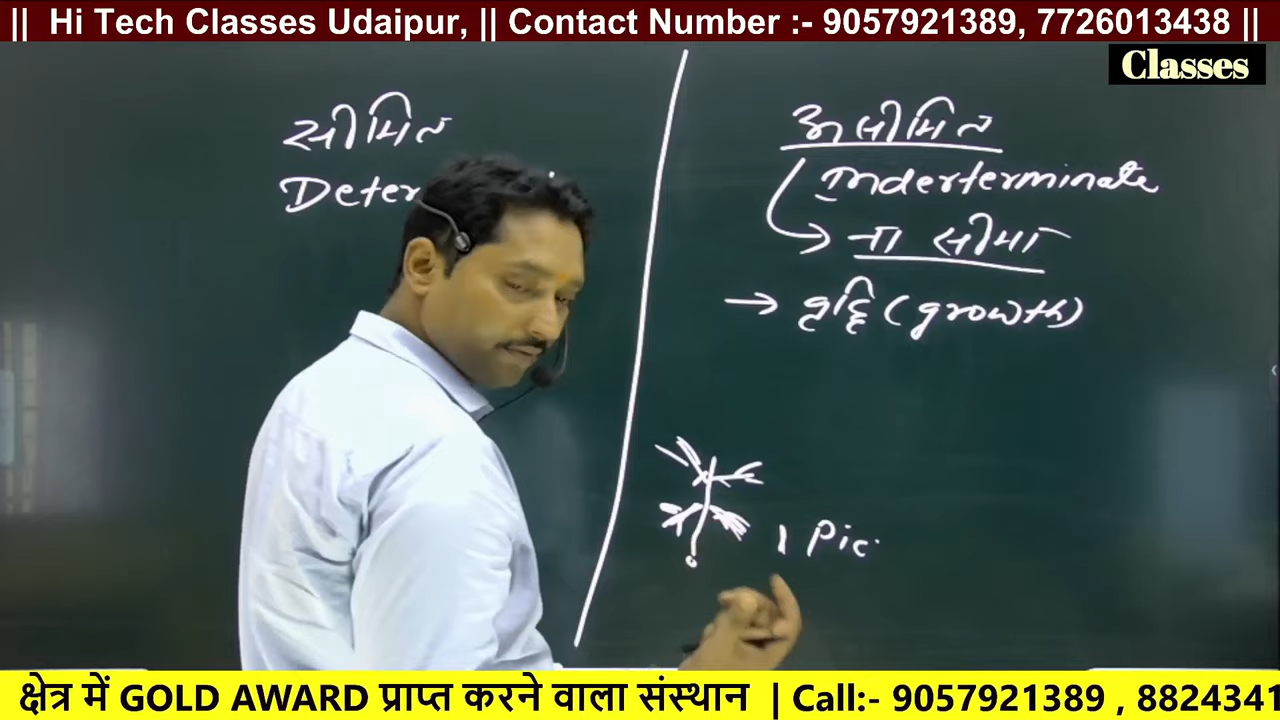 || Hi Tech Classes Udaipur, || Contact Number :- 9057921389, 7726013438 ||
Classes
सीमित
Deter
असीमित
Inderterminate
→ ना सीमा
→ वृद्धि (growth)
1 Pic
क्षेत्र में GOLD AWARD प्राप्त करने वाला संस्थान | Call:- 9057921389 , 8824341